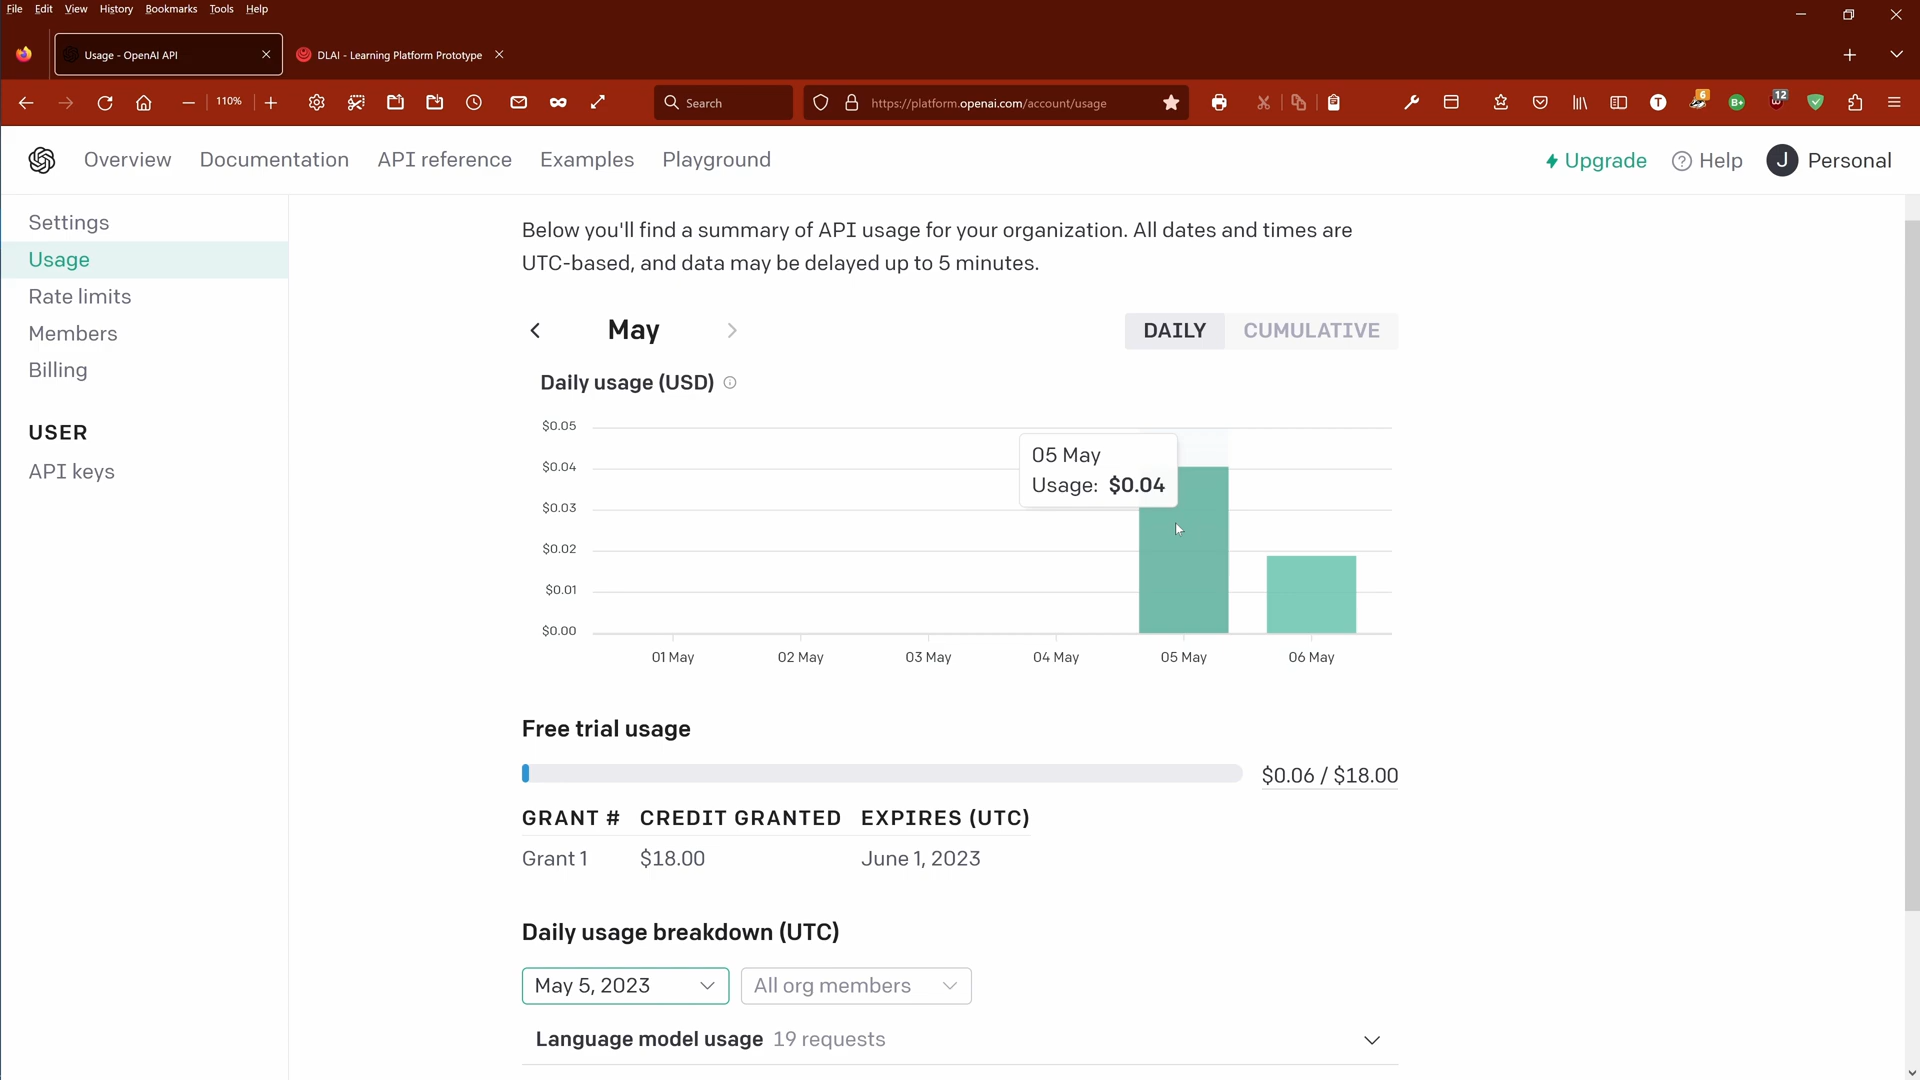 File Edit View History Bookmarks Tools Help
Usage - OpenAI API
DLAI - Learning Platform Prototype
110%
Search
https://platform.openai.com/account/usage
T
6
B+
12
Overview Documentation API reference Examples Playground
Upgrade
Help
J Personal
Settings
Usage
Rate limits
Members
Billing
USER
API keys
Below you'll find a summary of API usage for your organization. All dates and times are
UTC-based, and data may be delayed up to 5 minutes.
May
DAILY CUMULATIVE
Daily usage (USD)
$0.05
$0.04
$0.03
$0.02
$0.01
$0.00
05 May
Usage: $0.04
01 May 02 May 03 May 04 May 05 May 06 May
Free trial usage
$0.06 / $18.00
GRANT # CREDIT GRANTED EXPIRES (UTC)
Grant 1 $18.00 June 1, 2023
Daily usage breakdown (UTC)
May 5, 2023
All org members
Language model usage 19 requests